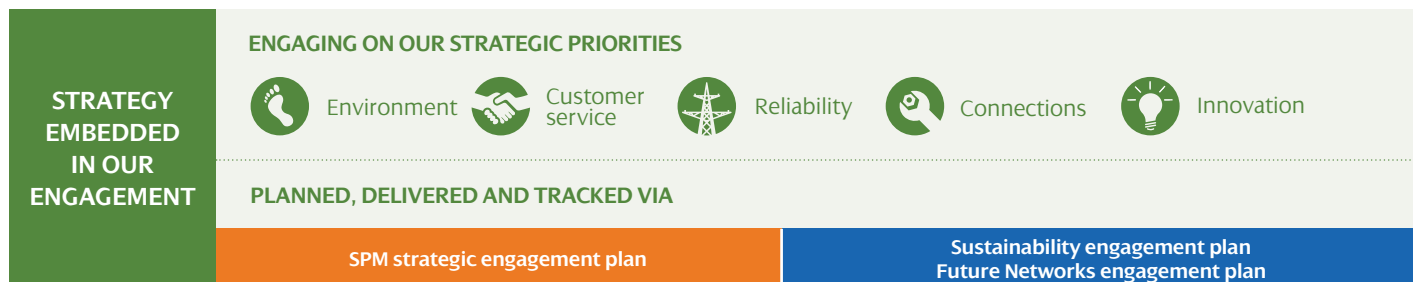 STRATEGY
EMBEDDED
IN OUR
ENGAGEMENT
ENGAGING ON OUR STRATEGIC PRIORITIES
Environment
Customer
service
Reliability
Connections
Innovation
PLANNED, DELIVERED AND TRACKED VIA
SPM strategic engagement plan
Sustainability engagement plan
Future Networks engagement plan